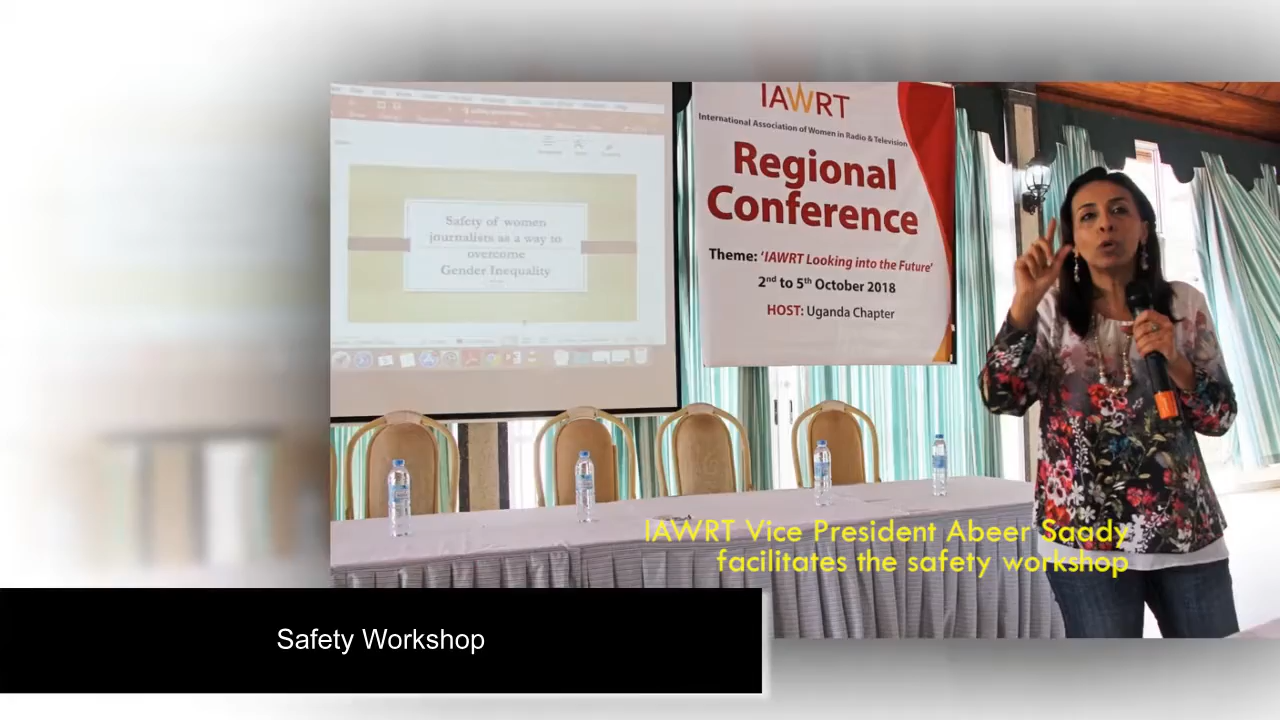 IAWRT
International Association of Women in Radio & Television
Regional
Conference
Theme: 'IAWRT Looking into the Future'
2nd to 5th October 2018
HOST: Uganda Chapter
Safety of women
journalists as a way to
overcome
Gender Inequality
IAWRT Vice President Abeer Saady
facilitates the safety workshop
Safety Workshop